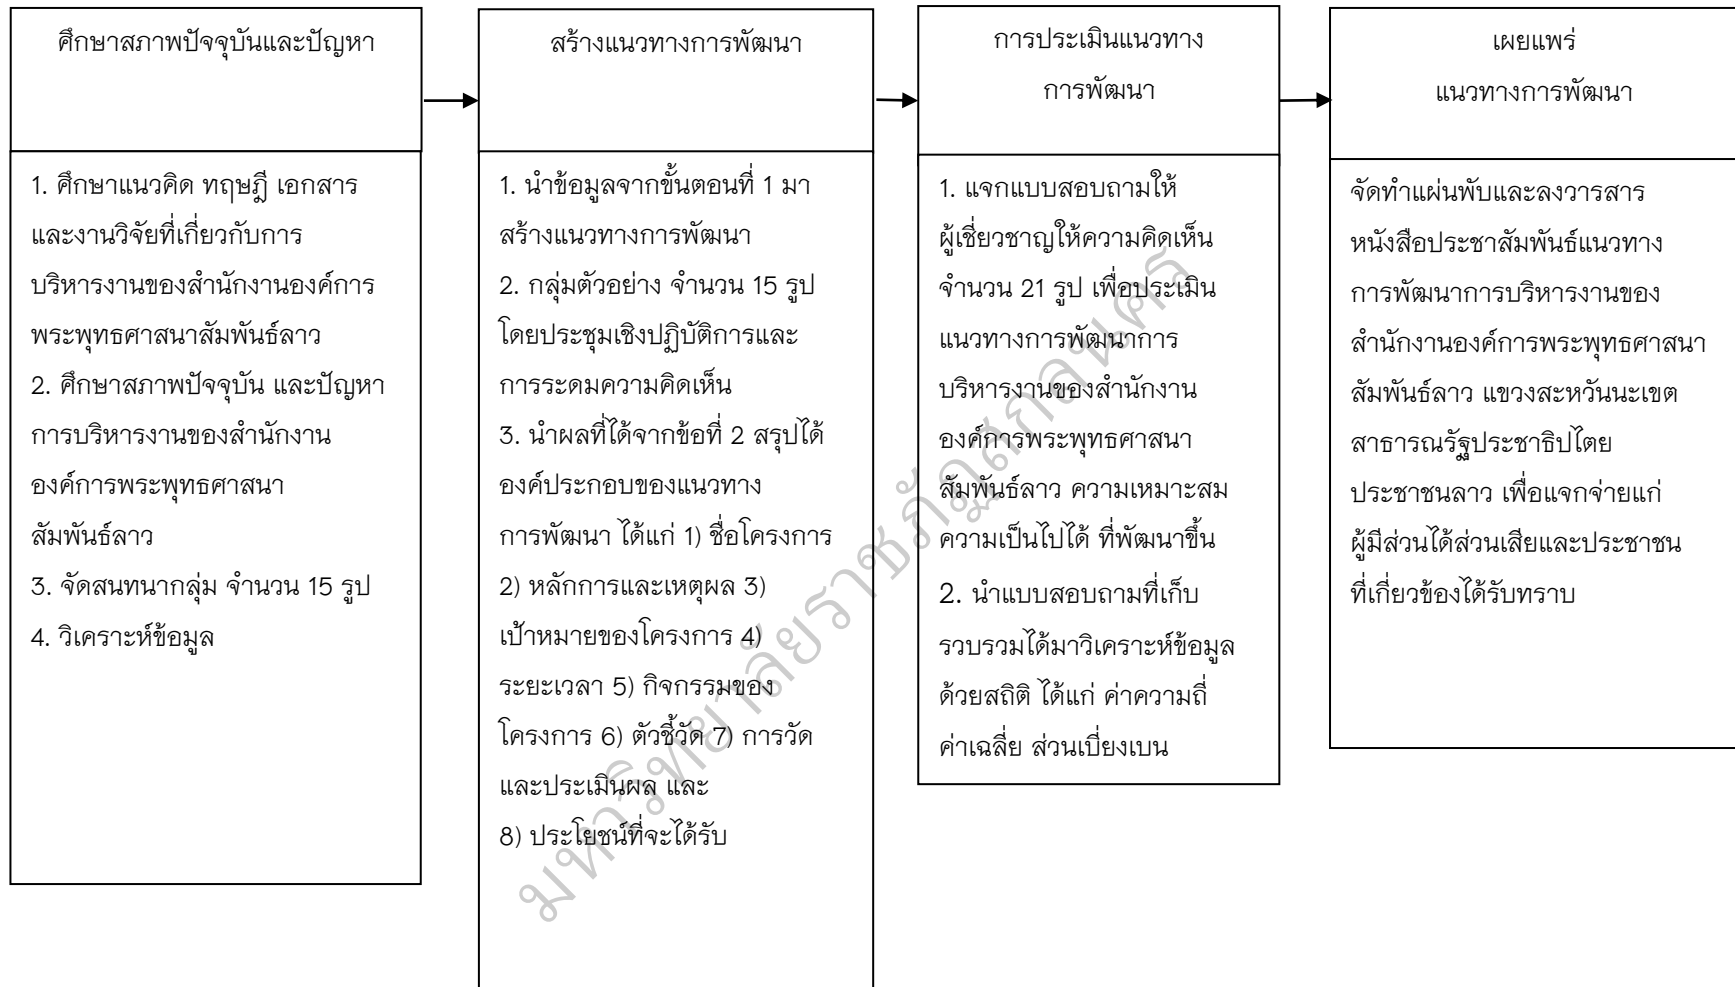 ศึกษาสภาพปัจจุบันและปัญหา
1. ศึกษาแนวคิด ทฤษฎี เอกสาร
และงานวิจัยที่เกี่ยวกับการ
บริหารงานของสำนักงานองค์การ
พระพุทธศาสนาสัมพันธ์ลาว
2. ศึกษาสภาพปัจจุบัน และปัญหา
การบริหารงานของสำนักงาน
องค์การพระพุทธศาสนา
สัมพันธ์ลาว
3. จัดสนทนากลุ่ม จำนวน 15 รูป
4. วิเคราะห์ข้อมูล
สร้างแนวทางการพัฒนา
1. นำข้อมูลจากขั้นตอนที่ 1 มา
สร้างแนวทางการพัฒนา
2. กลุ่มตัวอย่าง จำนวน 15 รูป
โดยประชุมเชิงปฏิบัติการและ
การระดมความคิดเห็น
3. นำผลที่ได้จากข้อที่ 2 สรุปได้
องค์ประกอบของแนวทาง
การพัฒนา ได้แก่ 1) ชื่อโครงการ
2) หลักการและเหตุผล 3)
เป้าหมายของโครงการ 4)
ระยะเวลา 5) กิจกรรมของ
โครงการ 6) ตัวชี้วัด 7) การวัด
และประเมินผล และ
8) ประโยชน์ที่จะได้รับ
การประเมินแนวทาง
การพัฒนา
1. แจกแบบสอบถามให้
ผู้เชี่ยวชาญให้ความคิดเห็น
จำนวน 21 รูป เพื่อประเมิน
แนวทางการพัฒนาการ
บริหารงานของสำนักงาน
องค์การพระพุทธศาสนา
สัมพันธ์ลาว ความเหมาะสม
ความเป็นไปได้ ที่พัฒนาขึ้น
2. นำแบบสอบถามที่เก็บ
รวบรวมได้มาวิเคราะห์ข้อมูล
ด้วยสถิติ ได้แก่ ค่าความถี่
ค่าเฉลี่ย ส่วนเบี่ยงเบน
เผยแพร่
แนวทางการพัฒนา
จัดทำแผ่นพับและลงวารสาร
หนังสือประชาสัมพันธ์แนวทาง
การพัฒนาการบริหารงานของ
สำนักงานองค์การพระพุทธศาสนา
สัมพันธ์ลาว แขวงสะหวันนะเขต
สาธารณรัฐประชาธิปไตย
ประชาชนลาว เพื่อแจกจ่ายแก่
ผู้มีส่วนได้ส่วนเสียและประชาชน
ที่เกี่ยวข้องได้รับทราบ
มหาวิทยาลัยราชภัฏสกลนคร